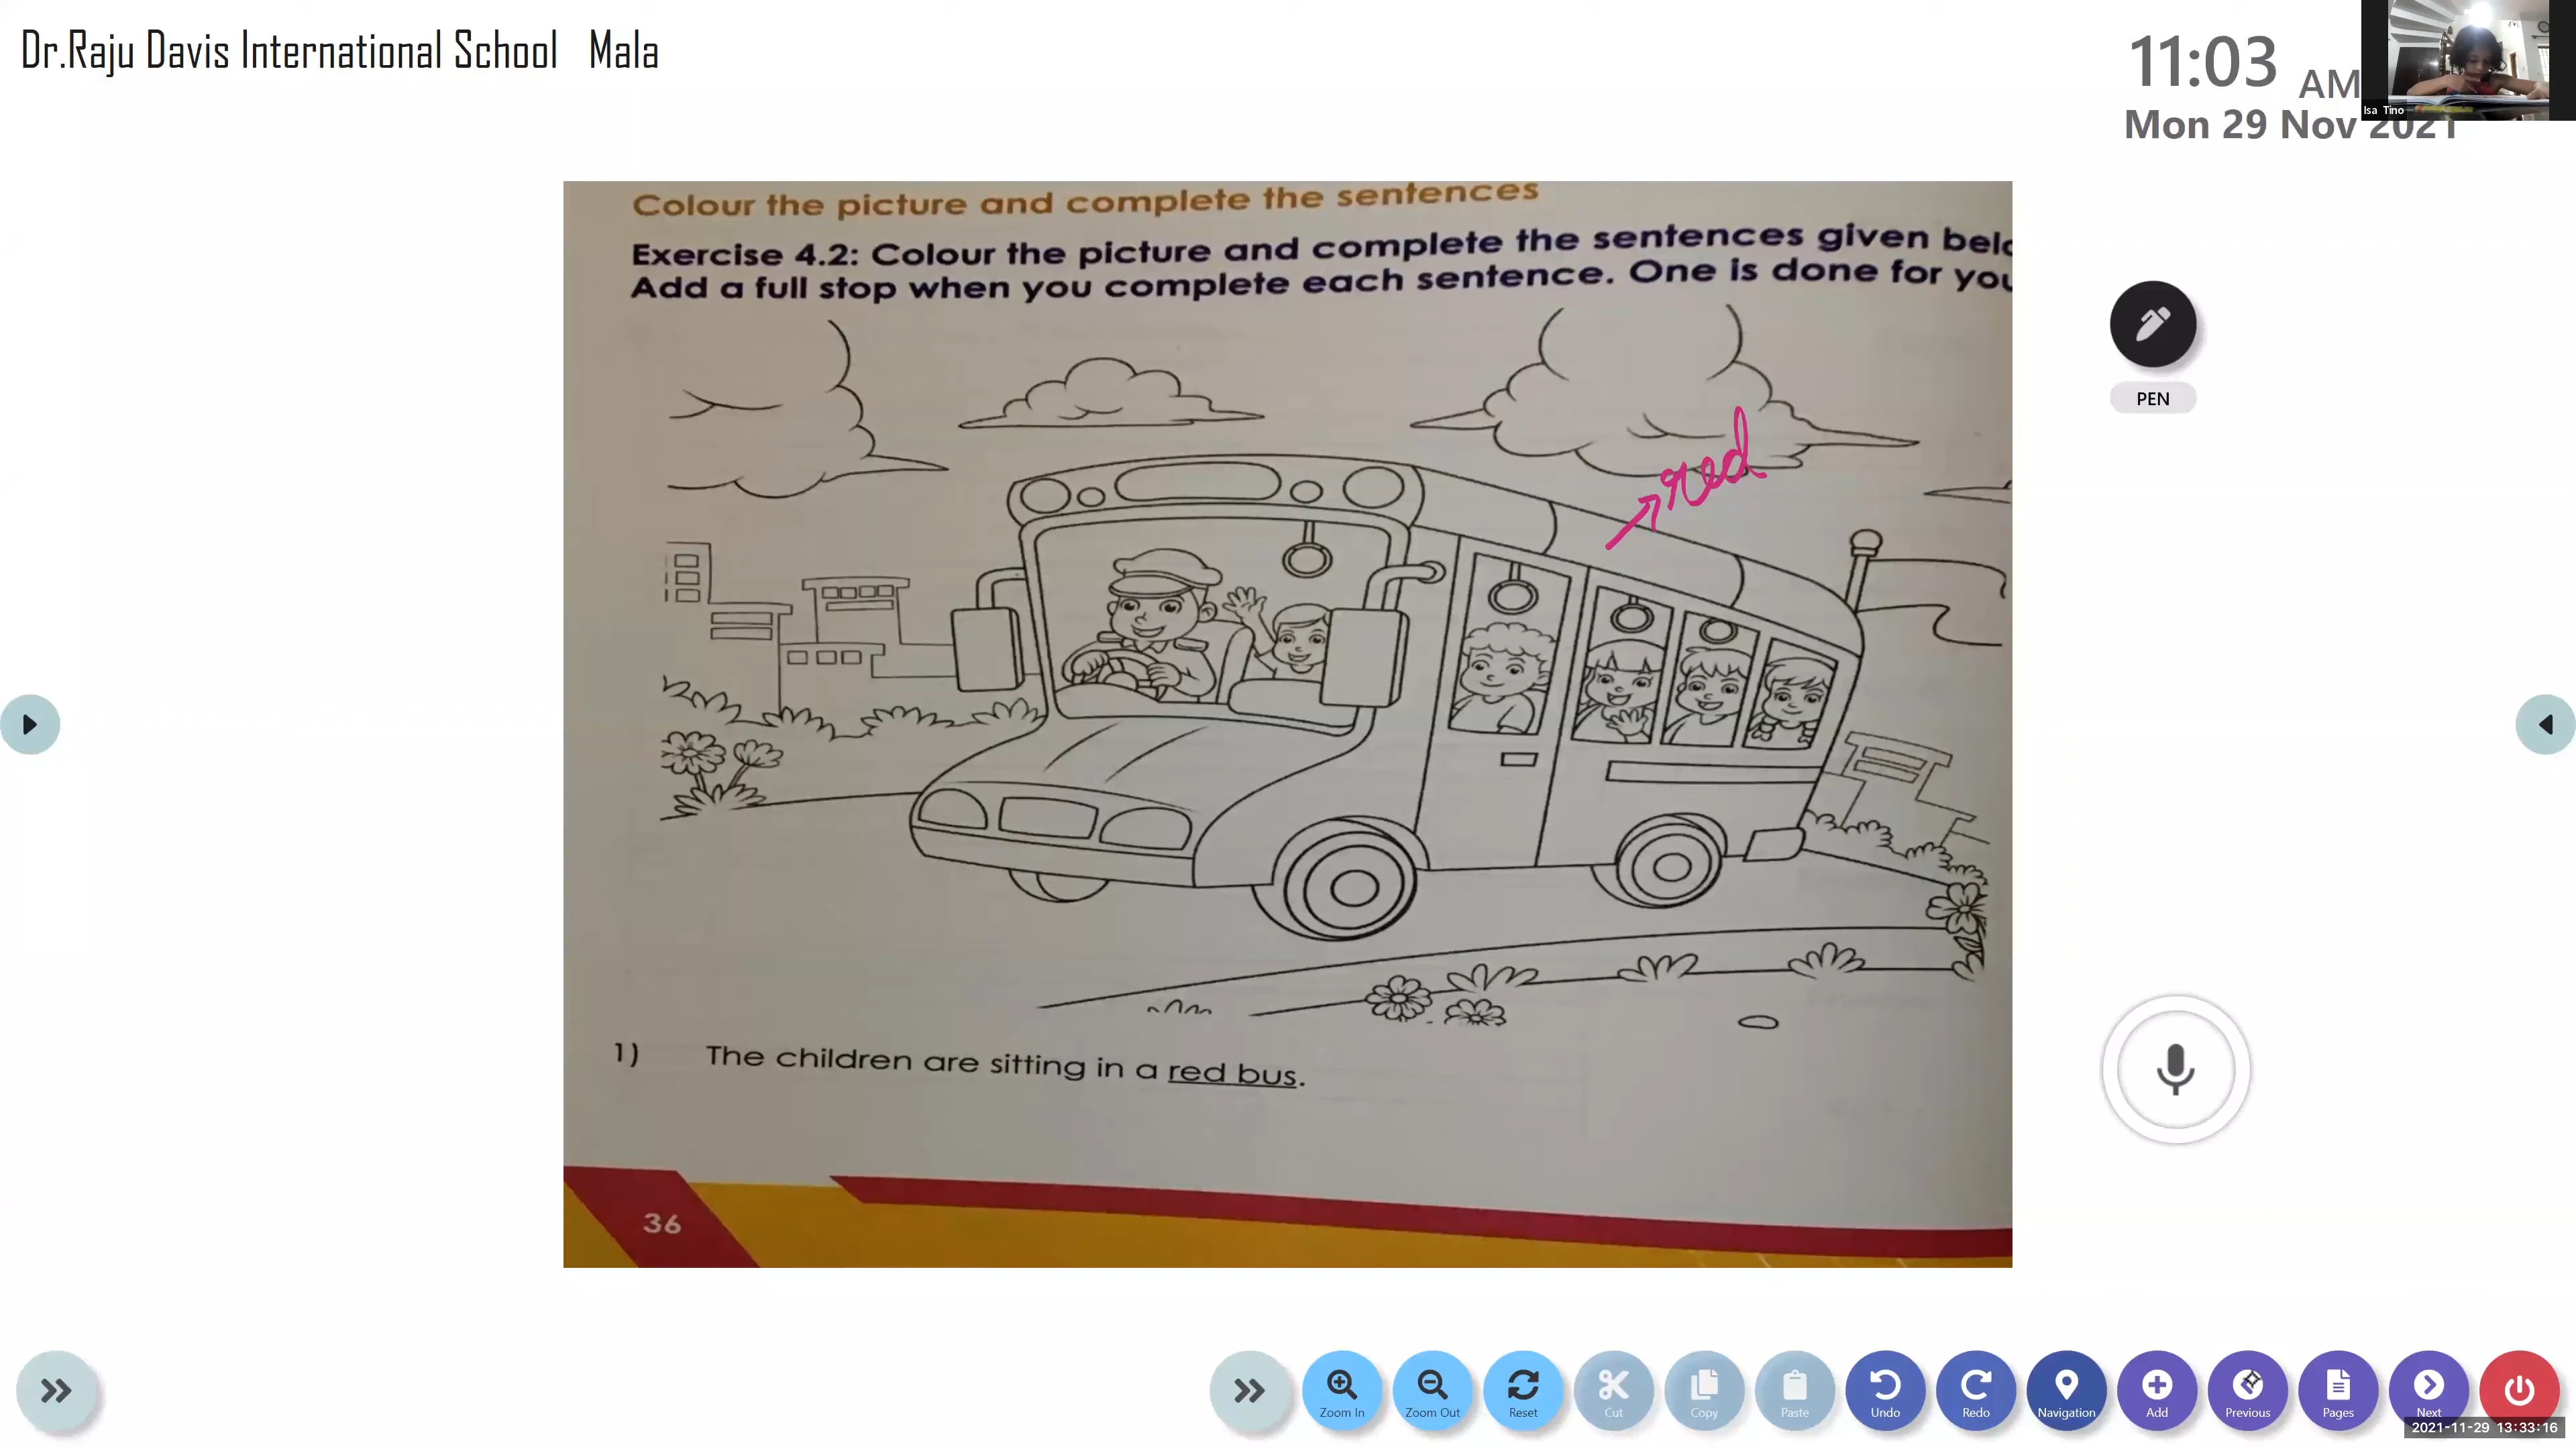 Dr.Raju Davis International School Mala
11:03 AM
Mon 29 Nov 2021
Isa Tino
Colour the picture and complete the sentences
Exercise 4.2: Colour the picture and complete the sentences given belo
Add a full stop when you complete each sentence. One is done for you
red
PEN
1) The children are sitting in a red bus.
36
Zoom In Zoom Out Reset Cut Copy Paste Undo Redo Navigation Add Previous Pages Next
2021-11-29 13:33:16